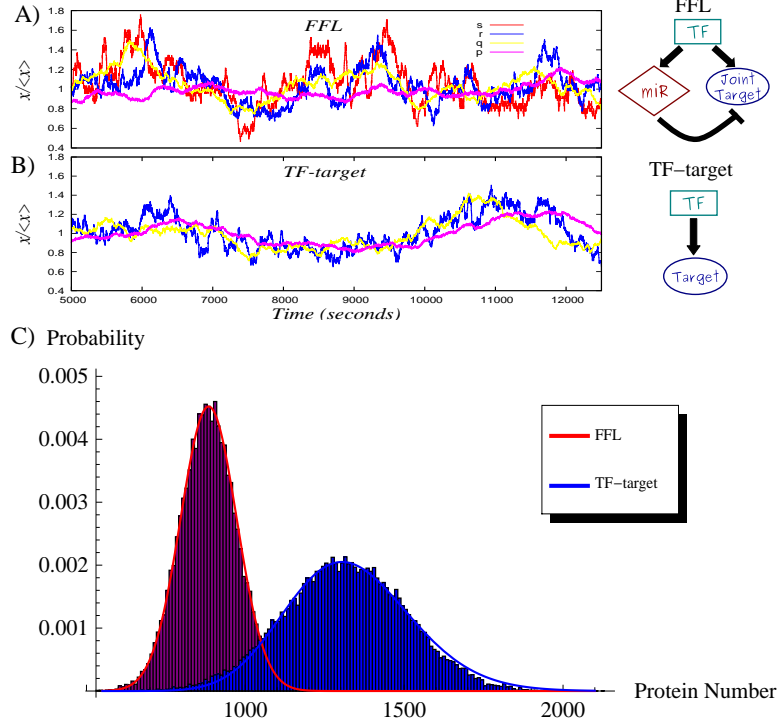 A)
FFL
x/<x>
1.8
1.6
1.4
1.2
1
0.8
0.6
0.4
s
r
q
p
FFL
TF
miR
Joint
Target
B)
TF-target
x/<x>
1.8
1.6
1.4
1.2
1
0.8
0.6
0.4
5000 6000 7000 8000 9000 10000 11000 12000
Time (seconds)
TF-target
TF
Target
C) Probability
0.005
0.004
0.003
0.002
0.001
FFL
TF-target
1000 1500 2000
Protein Number